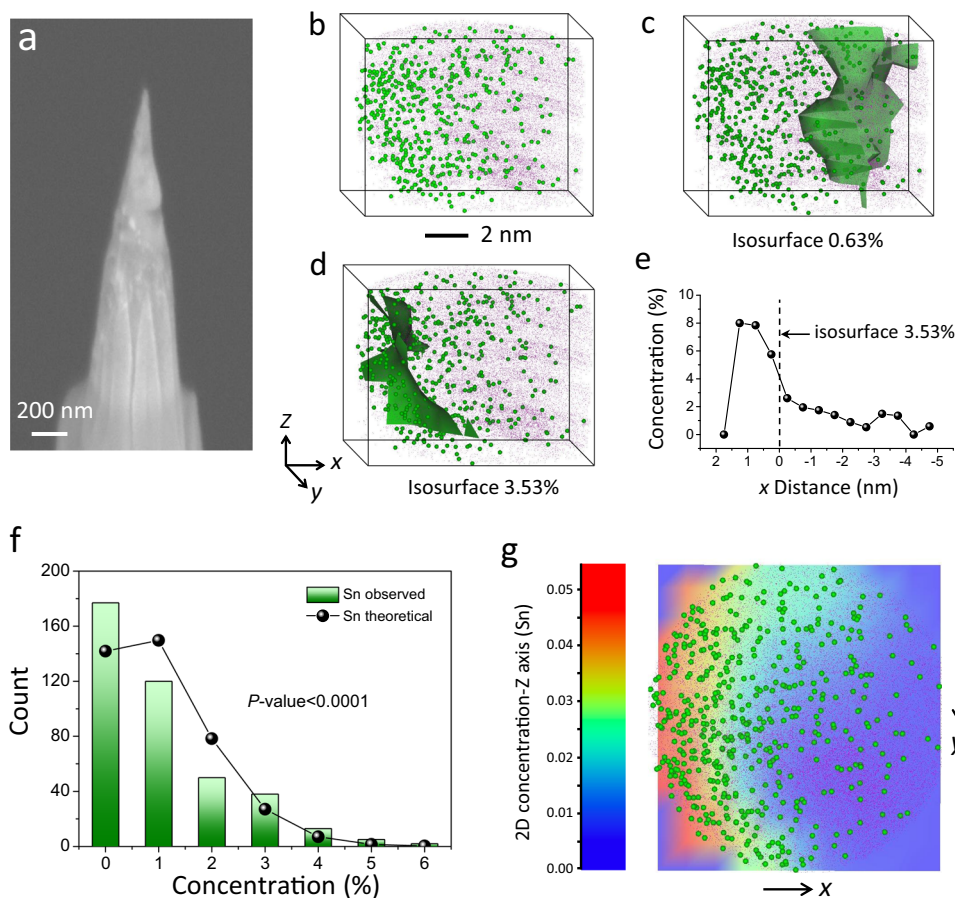 a
200 nm
b
2 nm
c
Isosurface 0.63%
d
z
x
y
Isosurface 3.53%
e
Concentration (%)
10
8
6
4
2
0
isosurface 3.53%
2 1 0 -1 -2 -3 -4 -5
x Distance (nm)
f
Count
200
160
120
80
40
0
Sn observed
Sn theoretical
P-value<0.0001
0 1 2 3 4 5 6
Concentration (%)
g
2D concentration-Z axis (Sn)
0.05
0.04
0.03
0.02
0.01
0.00
y
x